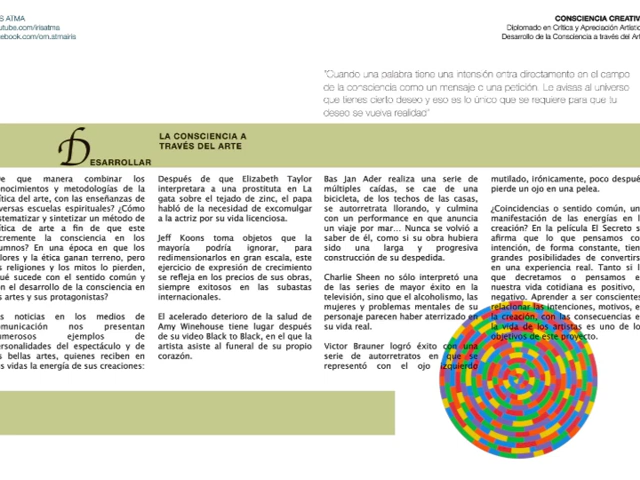 IS ATMA
utube.com/irisatma
cebook.com/om.atmairis
CONSCIENCIA CREATIV
Diplomado en Crítica y Apreciación Artístic
Desarrollo de la Consciencia a través del Art
"Cuando una palabra tiene una intensión entra directamente en el campo
de la consciencia como un mensaje o una petición. Le avisas al universo
que tienes cierto deseo y eso es lo único que se requiere para que tu
deseo se vuelva realidad"
DESARROLLAR
LA CONSCIENCIA A
TRAVÉS DEL ARTE
De que manera combinar los
onocimientos y metodologías de la
ítica del arte, con las enseñanzas de
versas escuelas espirituales? ¿Cómo
stematizar y sintetizar un método de
ítica de arte a fin de que este
cremente la consciencia en los
umnos? En una época en que los
lores y la ética ganan terreno, pero
s religiones y los mitos lo pierden,
ué sucede con el sentido común y
n el desarrollo de la consciencia en
s artes y sus protagonistas?
as noticias en los medios de
omunicación nos presentan
umerosos ejemplos de
ersonalidades del espectáculo y de
s bellas artes, quienes reciben en
s vidas la energía de sus creaciones:
Después de que Elizabeth Taylor
interpretara a una prostituta en La
gata sobre el tejado de zinc, el papa
habló de la necesidad de excomulgar
a la actriz por su vida licenciosa.
Jeff Koons toma objetos que la
mayoría podría ignorar, para
redimensionarlos en gran escala, este
ejercicio de expresión de crecimiento
se refleja en los precios de sus obras,
siempre exitosos en las subastas
internacionales.
El acelerado deterioro de la salud de
Amy Winehouse tiene lugar después
de su video Black to Black, en el que la
artista asiste al funeral de su propio
corazón.
Bas Jan Ader realiza una serie de
múltiples caídas, se cae de una
bicicleta, de los techos de las casas,
se autorretrata llorando, y culmina
con un performance en que anuncia
un viaje por mar... Nunca se volvió a
saber de él, como si su obra hubiera
sido una larga y progresiva
construcción de su despedida.
Charlie Sheen no sólo interpretó una
de las series de mayor éxito en la
televisión, sino que el alcoholismo, las
mujeres y problemas mentales de su
personaje parecen haber aterrizado en
su vida real.
Victor Brauner logró éxito con una
serie de autorretratos en que se
representó con el ojo izquierdo
mutilado, irónicamente, poco despué
pierde un ojo en una pelea.
¿Coincidencias o sentido común, un
manifestación de las energías en l
creación? En la película El Secreto s
afirma que lo que pensamos co
intención, de forma constante, tien
grandes posibilidades de convertirs
en una experiencia real. Tanto si l
que decretamos o pensamos e
nuestra vida cotidiana es positivo,
negativo. Aprender a ser consciente
relacionar las intenciones, motivos, e
la creación, con las consecuencias e
la vida de los artistas es uno de lo
objetivos de este proyecto.